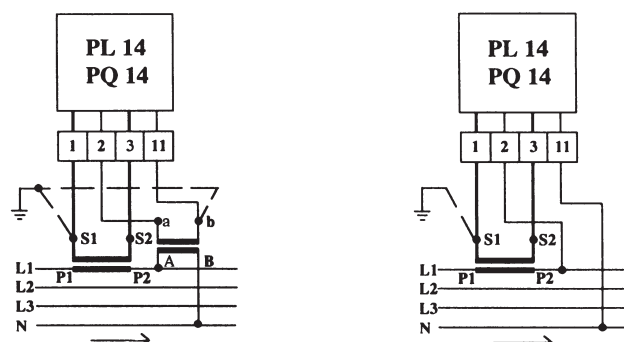 PL 14
PQ 14
1 2 3 11
a b
S1 S2
A B
L1 P1 P2
L2
L3
N
PL 14
PQ 14
1 2 3 11
S1 S2
L1 P1 P2
L2
L3
N